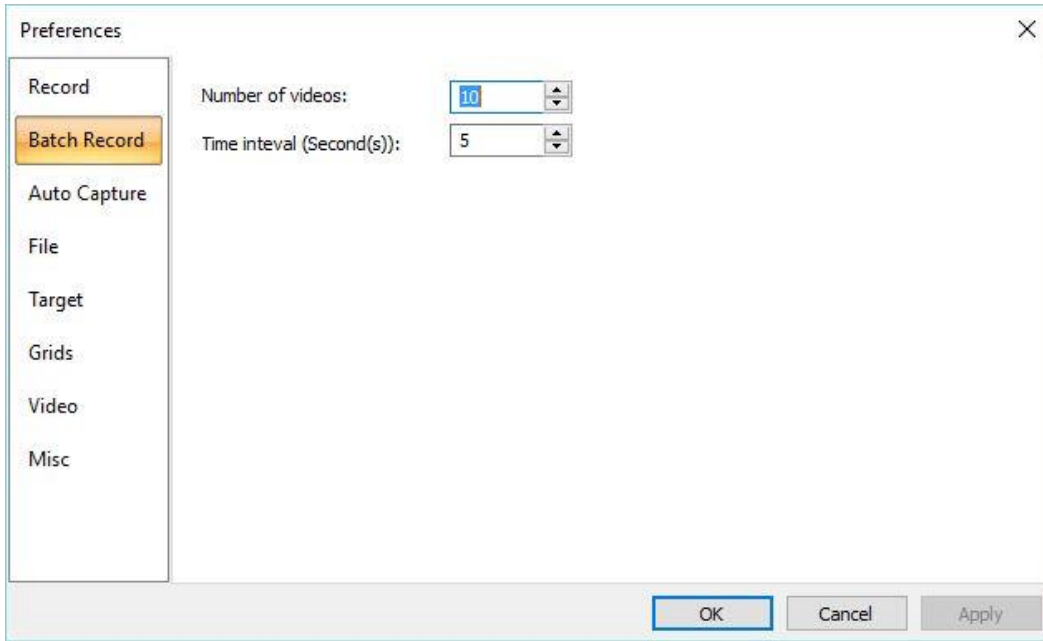 Preferences
Record
Batch Record
Auto Capture
File
Target
Grids
Video
Misc
Number of videos: 10
Time inteval (Second(s)): 5
OK Cancel Apply